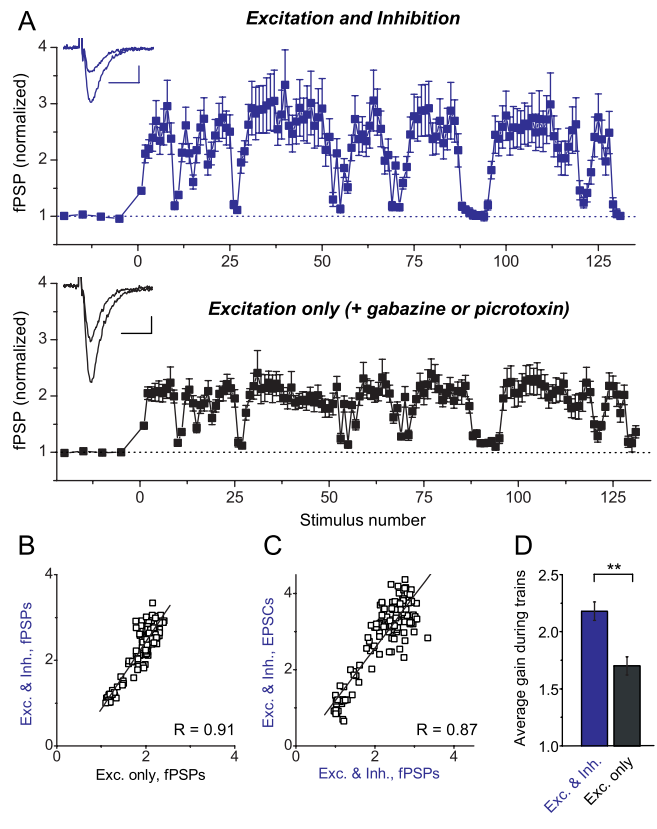 A
Excitation and Inhibition
fPSP (normalized)
4
3
2
1
0
25
50
75
100
125
Excitation only (+ gabazine or picrotoxin)
fPSP (normalized)
4
3
2
1
0
25
50
75
100
125
Stimulus number
B
Exc. & Inh., fPSPs
4
2
0
R = 0.91
0
2
4
Exc. only, fPSPs
C
Exc. & Inh., EPSCs
4
2
0
R = 0.87
0
2
4
Exc. & Inh., fPSPs
D
Average gain during trains
2.5
2.2
1.7
1.0
**
Exc. & Inh.
Exc. only